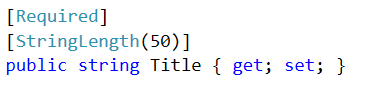 [Required]
[StringLength(50)]
public string Title { get; set; }